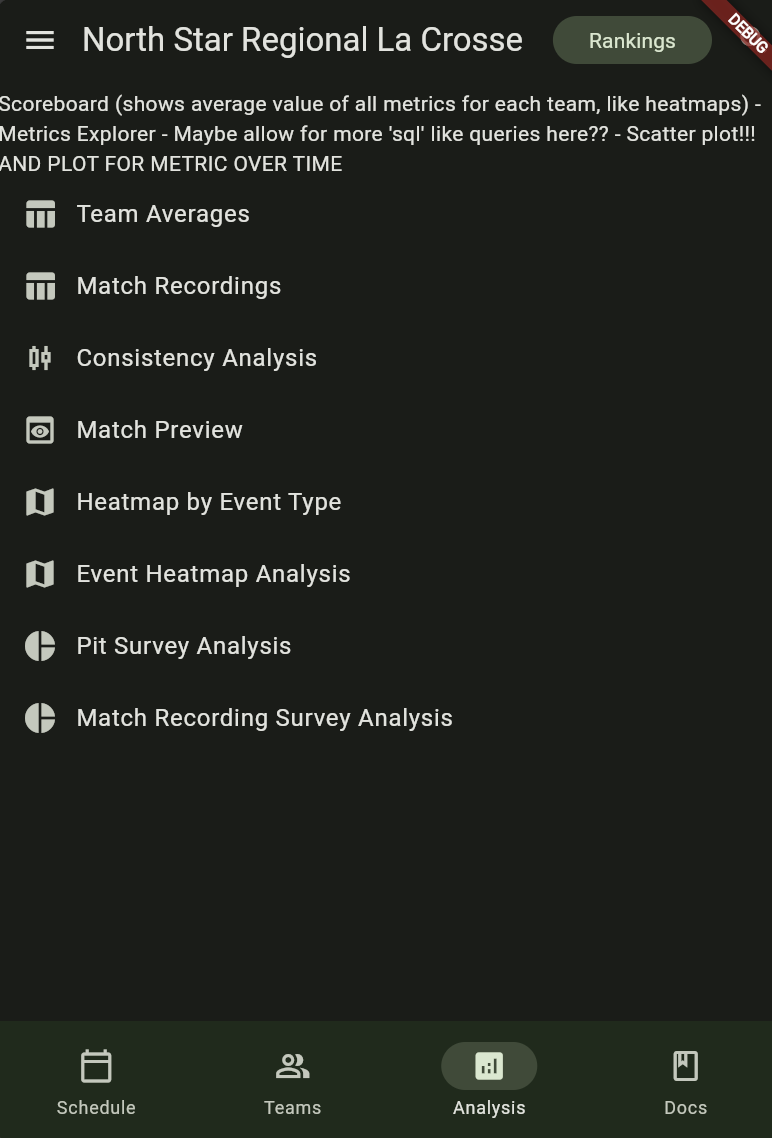 North Star Regional La Crosse
Rankings
DEBUG
Scoreboard (shows average value of all metrics for each team, like heatmaps) -
Metrics Explorer - Maybe allow for more 'sql' like queries here?? - Scatter plot!!!
AND PLOT FOR METRIC OVER TIME
Team Averages
Match Recordings
Consistency Analysis
Match Preview
Heatmap by Event Type
Event Heatmap Analysis
Pit Survey Analysis
Match Recording Survey Analysis
Schedule
Teams
Analysis
Docs